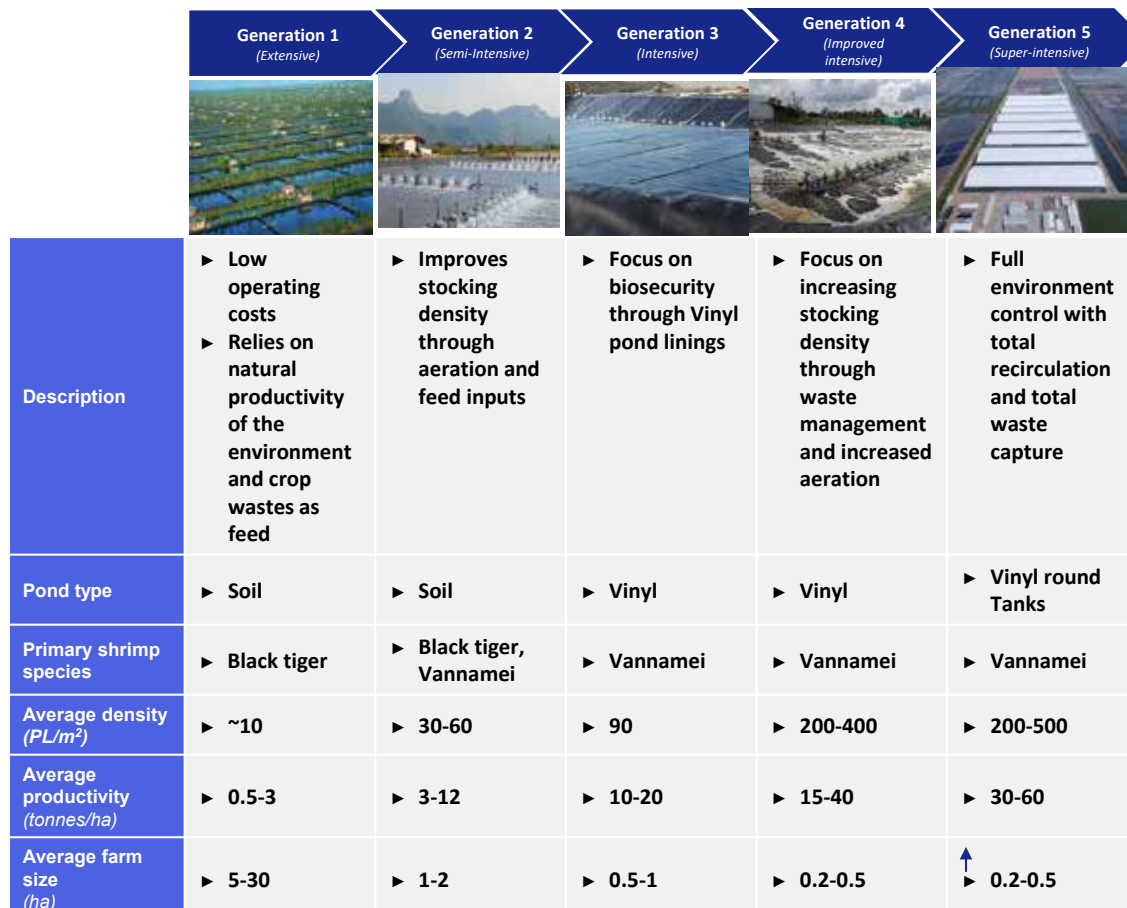 Generation 1
(Extensive)
Generation 2
(Semi-Intensive)
Generation 3
(Intensive)
Generation 4
(Improved
intensive)
Generation 5
(Super-intensive)
Description
► Low
operating
costs
► Relies on
natural
productivity
of the
environment
and crop
wastes as
feed
► Improves
stocking
density
through
aeration and
feed inputs
► Focus on
biosecurity
through Vinyl
pond linings
► Focus on
increasing
stocking
density
through
waste
management
and increased
aeration
► Full
environment
control with
total
recirculation
and total
waste
capture
Pond type
► Soil
► Soil
► Vinyl
► Vinyl
► Vinyl round
Tanks
Primary shrimp
species
► Black tiger
► Black tiger,
Vannamei
► Vannamei
► Vannamei
► Vannamei
Average density
(PL/m²)
► ~10
► 30-60
► 90
► 200-400
► 200-500
Average
productivity
(tonnes/ha)
► 0.5-3
► 3-12
► 10-20
► 15-40
► 30-60
Average farm
size
(ha)
► 5-30
► 1-2
► 0.5-1
► 0.2-0.5
► 0.2-0.5